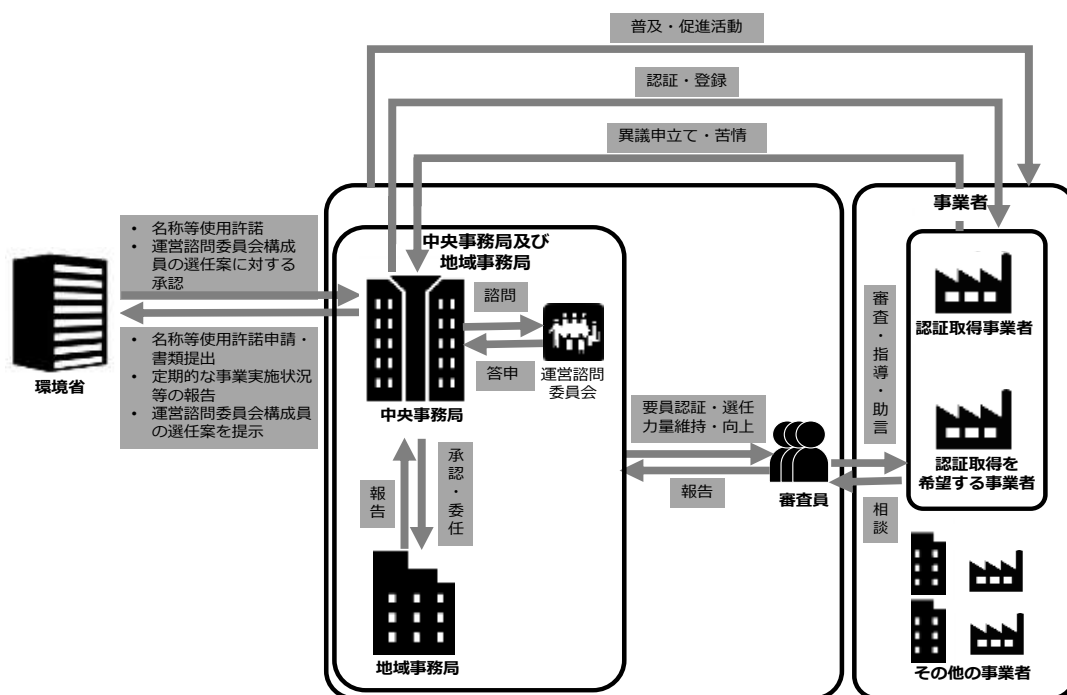 普及・促進活動
認証・登録
異議申立て・苦情
• 名称等使用許諾
• 運営諮問委員会構成
員の選任案に対する
承認
• 名称等使用許諾申請・
書類提出
• 定期的な事業実施状況
等の報告
• 運営諮問委員会構成員
の選任案を提示
環境省
中央事務局及び
地域事務局
諮問
答申
運営諮問
委員会
中央事務局
報告
承認・委任
地域事務局
要員認証・選任
力量維持・向上
報告
審査員
事業者
審査・指導・助言
相談
認証取得事業者
認証取得を
希望する事業者
その他の事業者